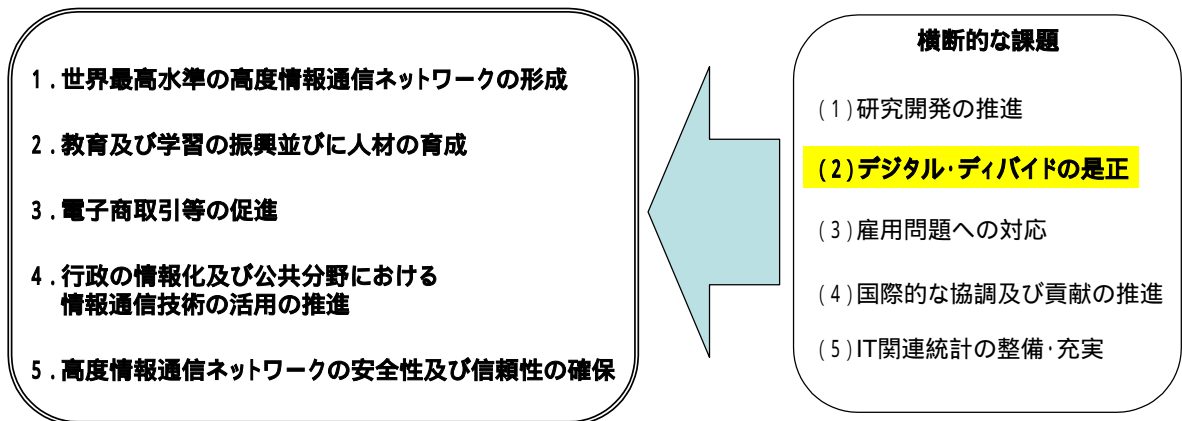 1.世界最高水準の高度情報通信ネットワークの形成
2.教育及び学習の振興並びに人材の育成
3.電子商取引等の促進
4.行政の情報化及び公共分野における
情報通信技術の活用の推進
5.高度情報通信ネットワークの安全性及び信頼性の確保
横断的な課題
(1)研究開発の推進
(2)デジタル・ディバイドの是正
(3)雇用問題への対応
(4)国際的な協調及び貢献の推進
(5)IT関連統計の整備・充実